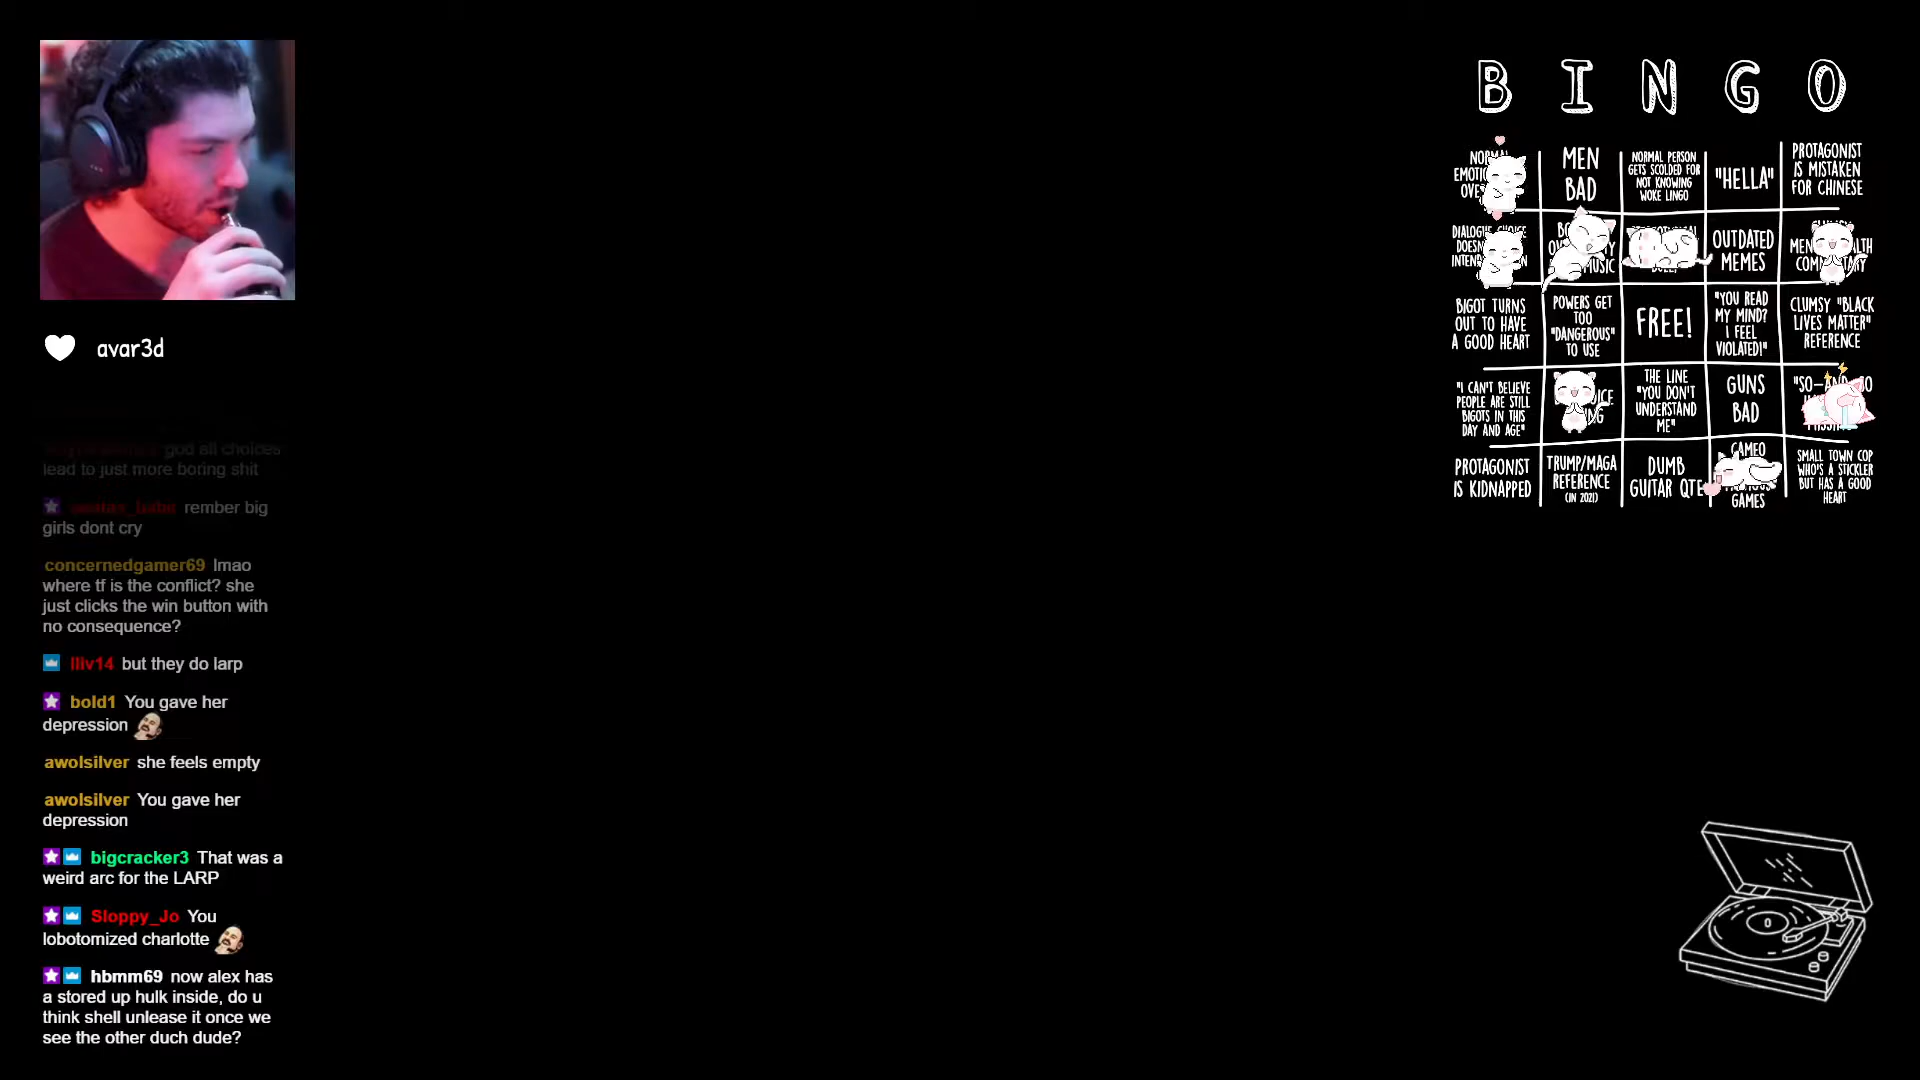 B I N G O
MEN
BAD
NORMAL PERSON
GETS SCOLDED FOR
NOT KNOWING
WOKE LINGO
"HELLA"
PROTAGONIST
IS MISTAKEN
FOR CHINESE
DIALOGUE
OUTDATED
MEMES
BIGOT TURNS
OUT TO HAVE
A GOOD HEART
POWERS GET
TOO
"DANGEROUS"
TO USE
FREE!
"YOU READ
MY MIND?
I FEEL
VIOLATED!"
CLUMSY "BLACK
LIVES MATTER"
REFERENCE
"I CAN'T BELIEVE
PEOPLE ARE STILL
BIGOTS IN THIS
DAY AND AGE"
THE LINE
"YOU DON'T
UNDERSTAND
ME"
GUNS
BAD
PROTAGONIST
IS KIDNAPPED
TRUMP/MAGA
REFERENCE
(IN 2021)
DUMB
GUITAR QTE
CAMEO
GAMES
SMALL TOWN COP
WHO'S A STICKLER
BUT HAS A GOOD
HEART
avar3d
god all choices
lead to just more boring shit
rember big
girls dont cry
concernedgamer69 lmao
where tf is the conflict? she
just clicks the win button with
no consequence?
lliv14 but they do larp
bold1 You gave her
depression
awolsilver she feels empty
awolsilver You gave her
depression
bigcracker3 That was a
weird arc for the LARP
Sloppy_Jo You
lobotomized charlotte
hbmm69 now alex has
a stored up hulk inside, do u
think shell unlease it once we
see the other duch dude?